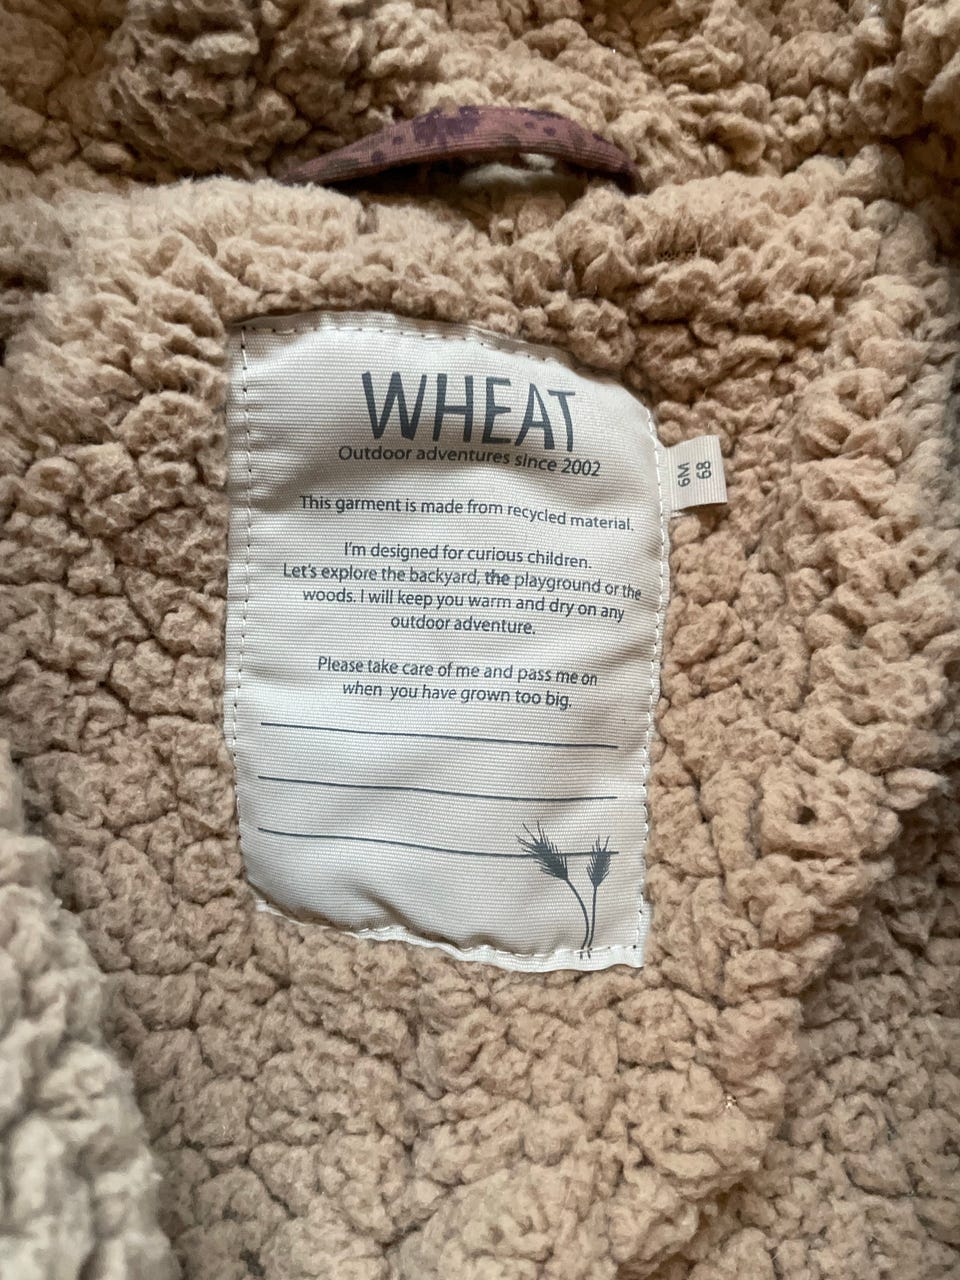 WHEAT
Outdoor adventures since 2002
This garment is made from recycled material.
I'm designed for curious children.
Let's explore the backyard, the playground or the
woods. I will keep you warm and dry on any
outdoor adventure.
Please take care of me and pass me on
when you have grown too big.
6M
68